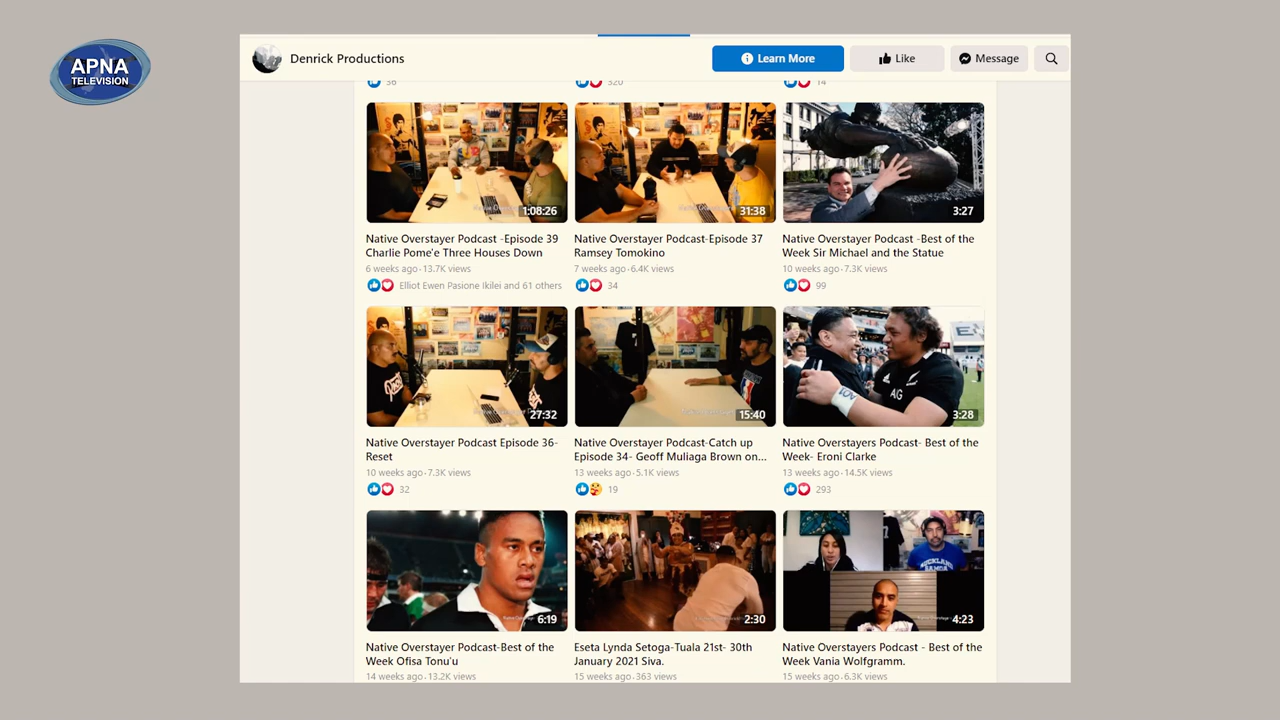 APNA
TELEVISION
Denrick Productions
Learn More
Like
Message
36
320
14
1:08:26
31:38
3:27
Native Overstayer Podcast -Episode 39
Charlie Pome'e Three Houses Down
6 weeks ago · 13.7K views
Elliot Ewen Pasione Ikilei and 61 others
Native Overstayer Podcast-Episode 37
Ramsey Tomokino
7 weeks ago · 6.4K views
34
Native Overstayer Podcast -Best of the
Week Sir Michael and the Statue
10 weeks ago · 7.3K views
99
27:32
15:40
AG
3:28
Native Overstayer Podcast Episode 36-
Reset
10 weeks ago · 7.3K views
32
Native Overstayer Podcast-Catch up
Episode 34- Geoff Muliaga Brown on...
13 weeks ago · 5.1K views
19
Native Overstayers Podcast- Best of the
Week- Eroni Clarke
13 weeks ago · 14.5K views
293
6:19
2:30
4:23
Native Overstayer Podcast-Best of the
Week Ofisa Tonu'u
14 weeks ago · 13.2K views
Eseta Lynda Setoga-Tuala 21st- 30th
January 2021 Siva.
15 weeks ago · 363 views
Native Overstayers Podcast - Best of the
Week Vania Wolfgramm.
15 weeks ago · 6.3K views